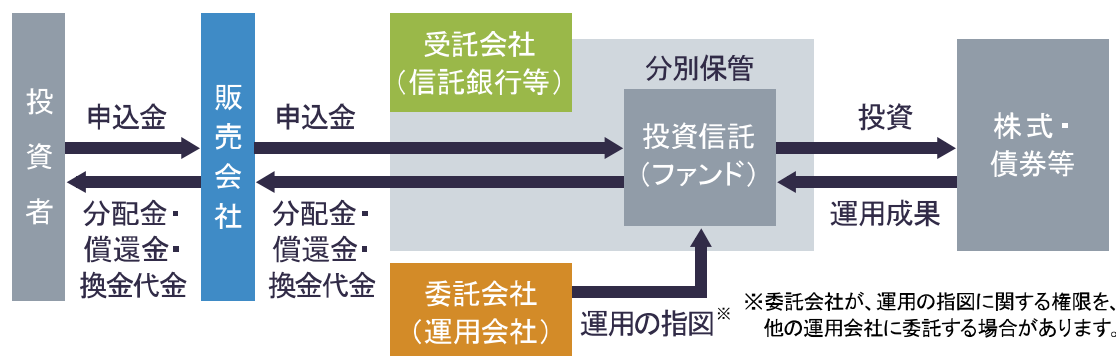 投資者
申込金
分配金・
償還金・
換金代金
販売会社
申込金
分配金・
償還金・
換金代金
受託会社
（信託銀行等）
分別保管
投資信託
（ファンド）
投資
運用成果
株式・
債券等
委託会社
（運用会社）
運用の指図※
※委託会社が、運用の指図に関する権限を、
他の運用会社に委託する場合があります。